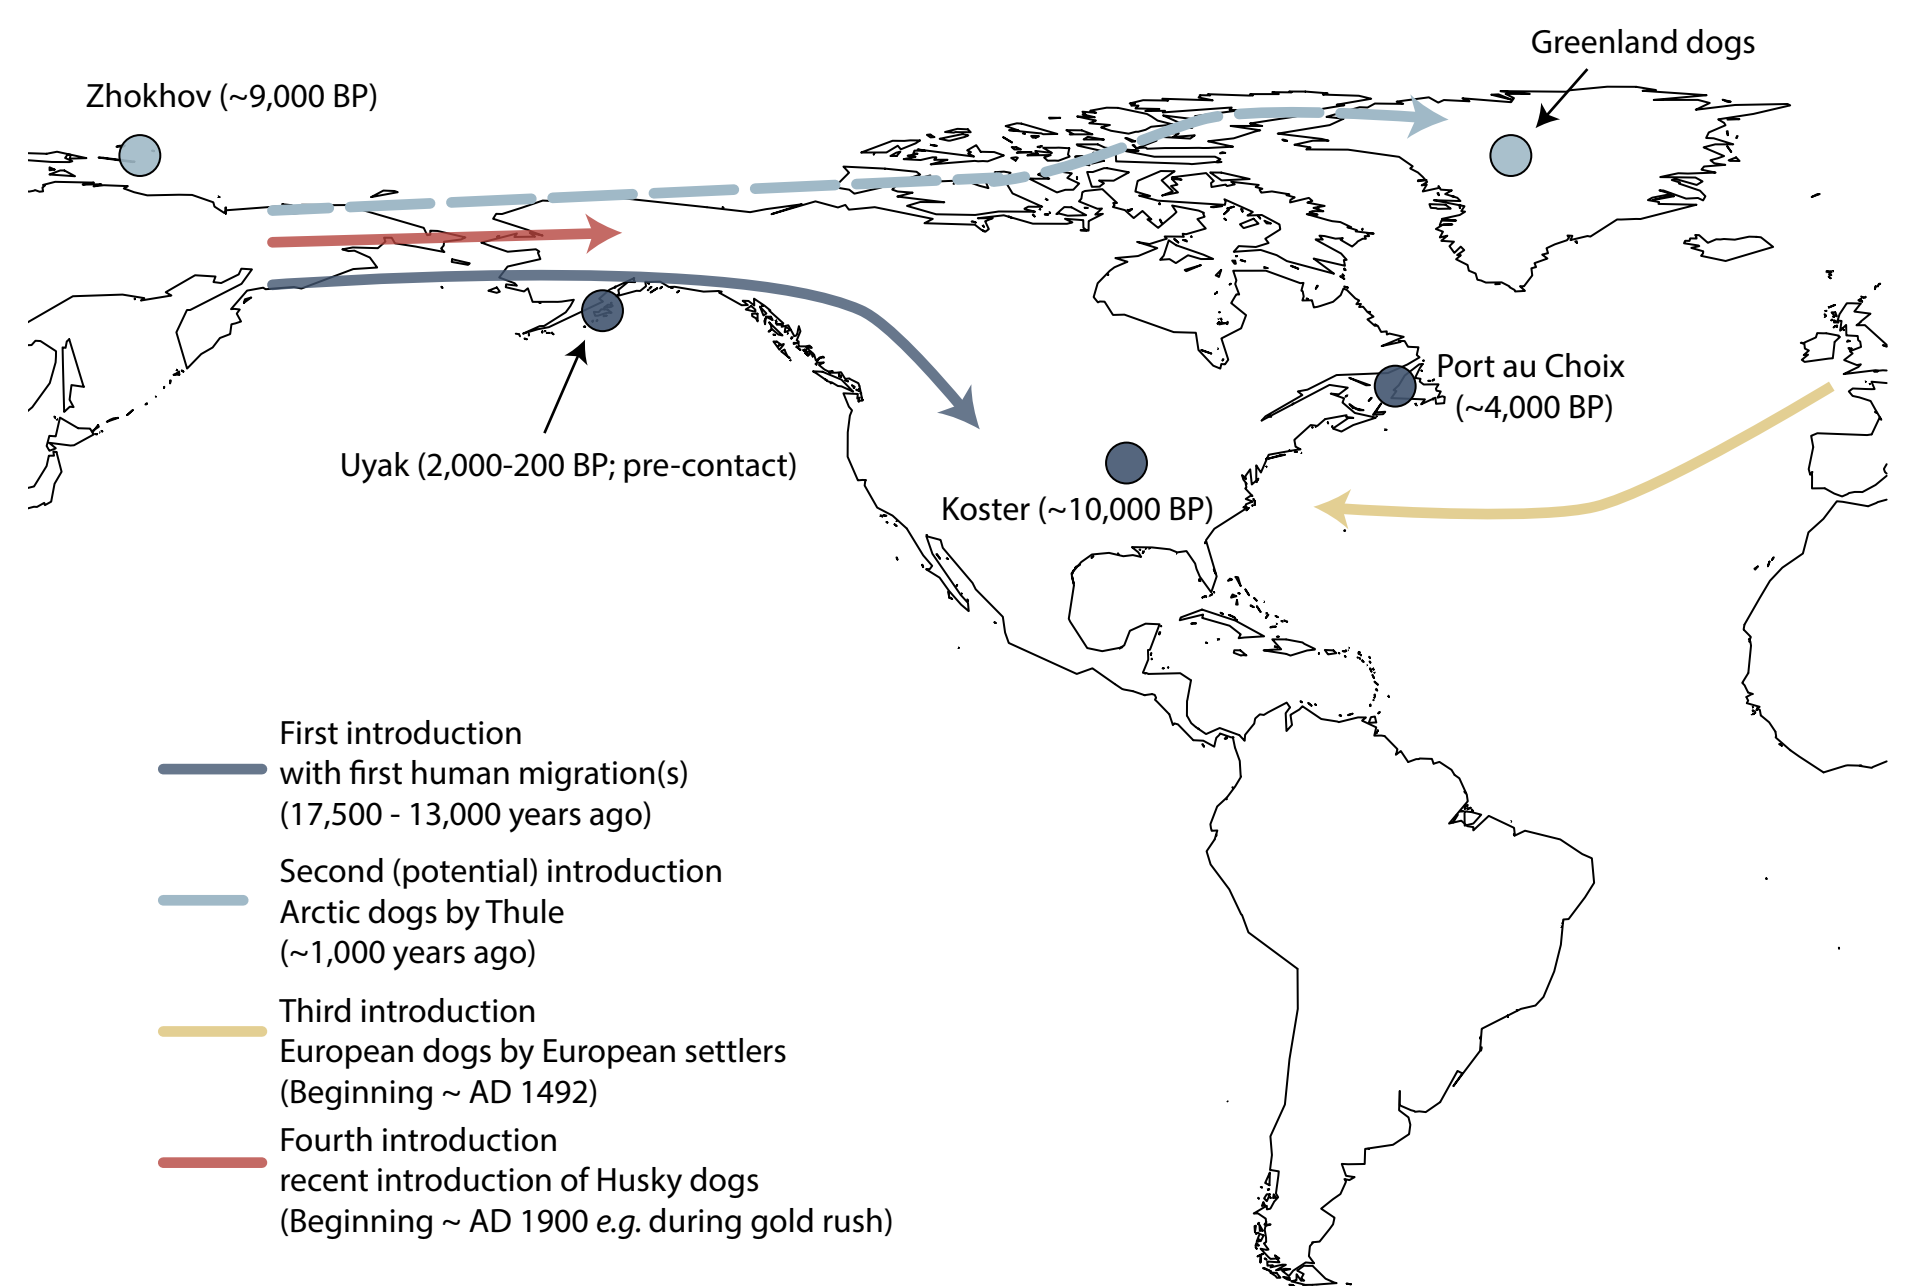 Greenland dogs
Zhokhov (~9,000 BP)
Port au Choix
(~4,000 BP)
Uyak (2,000-200 BP; pre-contact)
Koster (~10,000 BP)
First introduction
with first human migration(s)
(17,500 - 13,000 years ago)
Second (potential) introduction
Arctic dogs by Thule
(~1,000 years ago)
Third introduction
European dogs by European settlers
(Beginning ~ AD 1492)
Fourth introduction
recent introduction of Husky dogs
(Beginning ~ AD 1900 e.g. during gold rush)